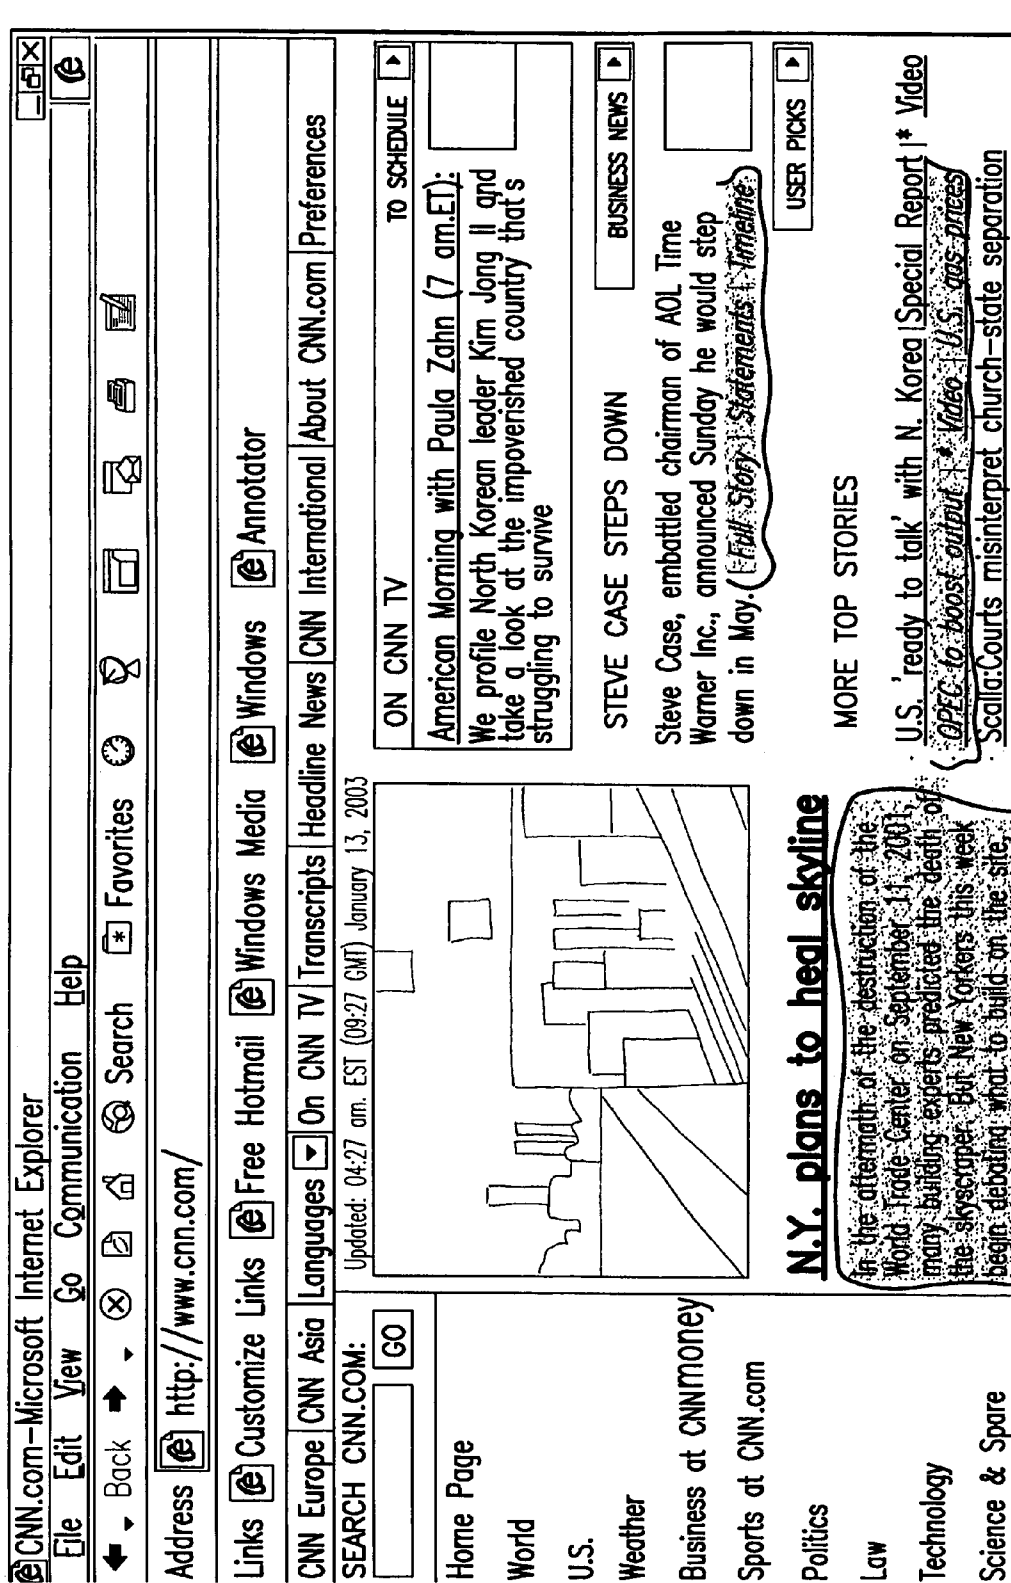 CNN.com-Microsoft Internet Explorer
File Edit View Go Communication Help
Back Search Favorites
Address http://www.cnn.com/
Links Customize Links Free Hotmail Windows Media Windows Annotator
CNN Europe CNN Asia Languages On CNN TV Transcripts Headline News CNN International About CNN.com Preferences
SEARCH CNN.COM:
GO
Home Page
World
U.S.
Weather
Business at CNNmoney
Sports at CNN.com
Politics
Law
Technology
Science & Spare
Updated: 04:27 am. EST (09:27 GMT) January 13, 2003
N.Y. plans to heal skyline
In the aftermath of the destruction of the
World Trade Center on September 11, 2001,
many building experts predicted the death of
the skyscraper. But New Yorkers this week
begin debating what to build on the site,
ON CNN TV TO SCHEDULE
American Morning with Paula Zahn (7 am.ET):
We profile North Korean leader Kim Jong II and
take a look at the impoverished country that's
struggling to survive
BUSINESS NEWS
STEVE CASE STEPS DOWN
Steve Case, embattled chairman of AOL Time
Warner Inc., announced Sunday he would step
down in May. | Full Story | Statements | Timeline
USER PICKS
MORE TOP STORIES
· U.S. 'ready to talk' with N. Korea |Special Report |* Video
· OPEC to boost output | * Video | U.S. gas prices
· Scalla:Courts misinterpret church-state separation